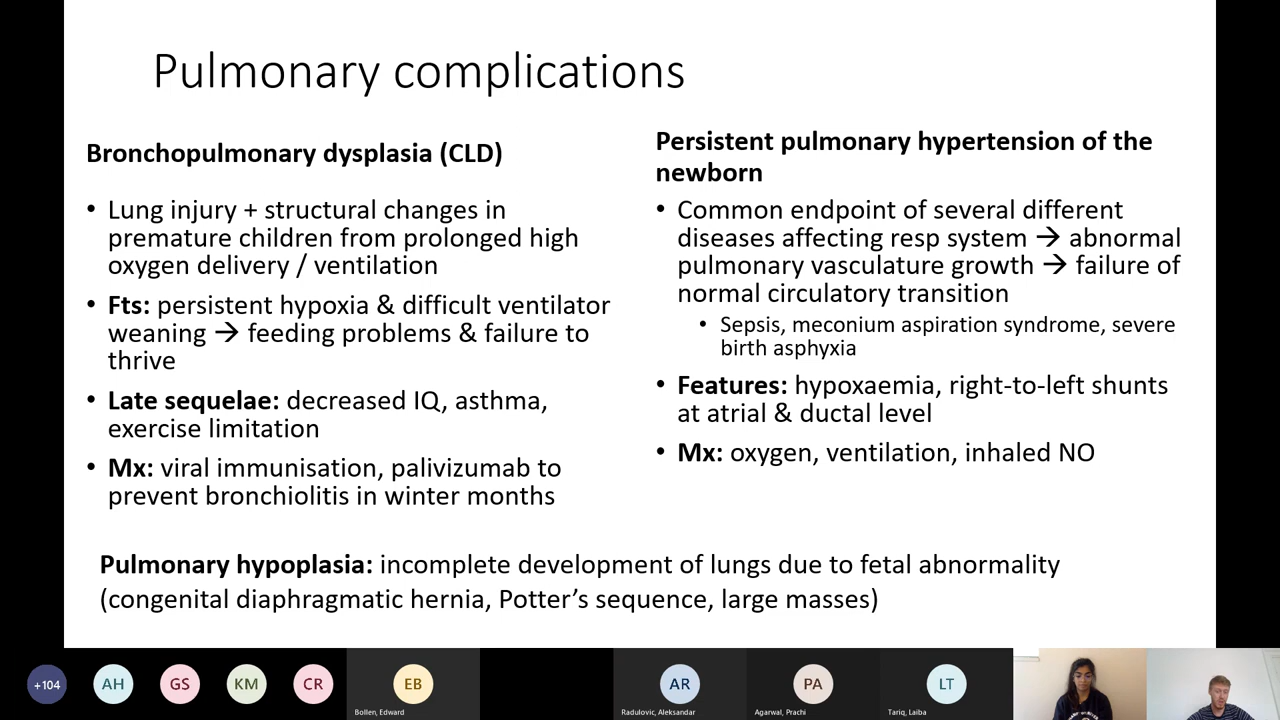 Pulmonary complications
Bronchopulmonary dysplasia (CLD)
• Lung injury + structural changes in
premature children from prolonged high
oxygen delivery / ventilation
• Fts: persistent hypoxia & difficult ventilator
weaning → feeding problems & failure to
thrive
• Late sequelae: decreased IQ, asthma,
exercise limitation
• Mx: viral immunisation, palivizumab to
prevent bronchiolitis in winter months
Persistent pulmonary hypertension of the
newborn
• Common endpoint of several different
diseases affecting resp system → abnormal
pulmonary vasculature growth → failure of
normal circulatory transition
• Sepsis, meconium aspiration syndrome, severe
birth asphyxia
• Features: hypoxaemia, right-to-left shunts
at atrial & ductal level
• Mx: oxygen, ventilation, inhaled NO
Pulmonary hypoplasia: incomplete development of lungs due to fetal abnormality
(congenital diaphragmatic hernia, Potter’s sequence, large masses)
+104
AH
GS
KM
CR
EB
Bollen, Edward
AR
Radulovic, Aleksandar
PA
Agarwal, Prachi
LT
Tariq, Laiba